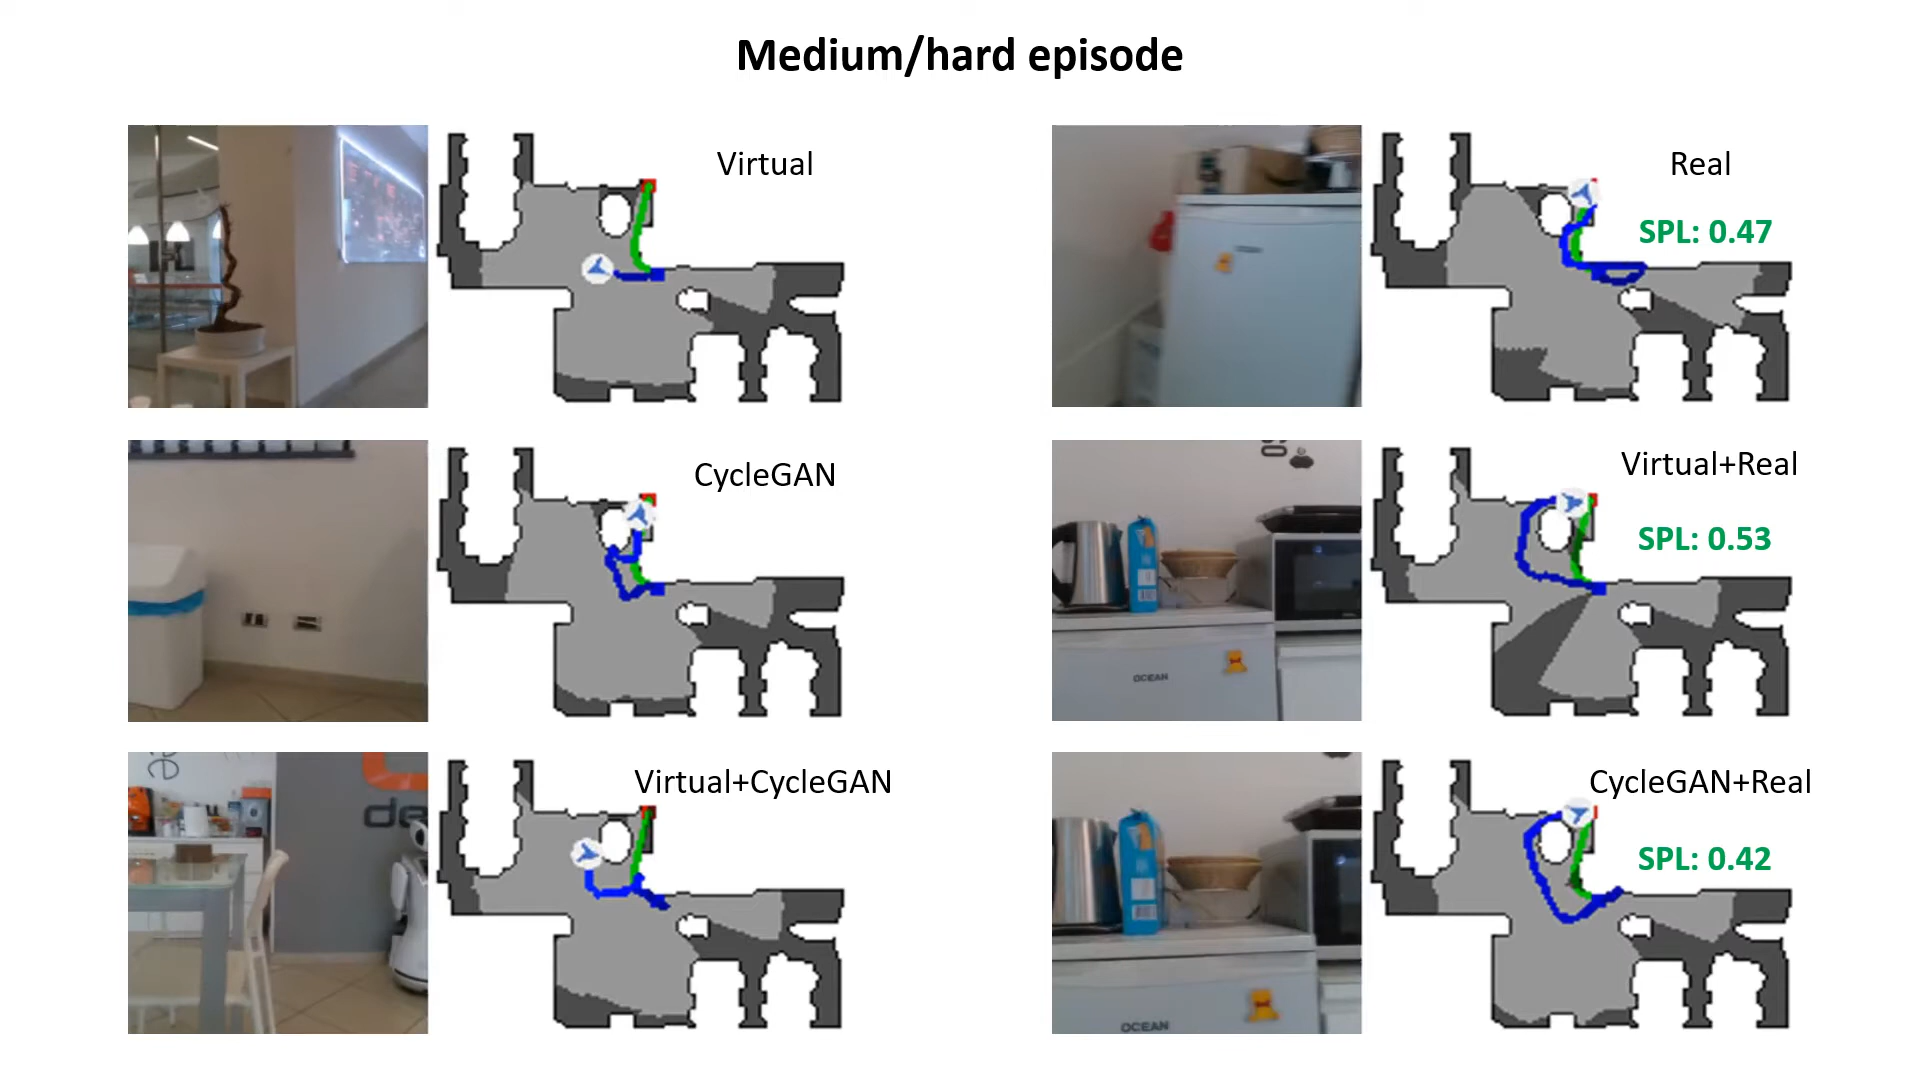 Medium/hard episode
Virtual
Real
SPL: 0.47
CycleGAN
Virtual+Real
SPL: 0.53
OCEAN
Virtual+CycleGAN
de
CycleGAN+Real
SPL: 0.42
OCEAN